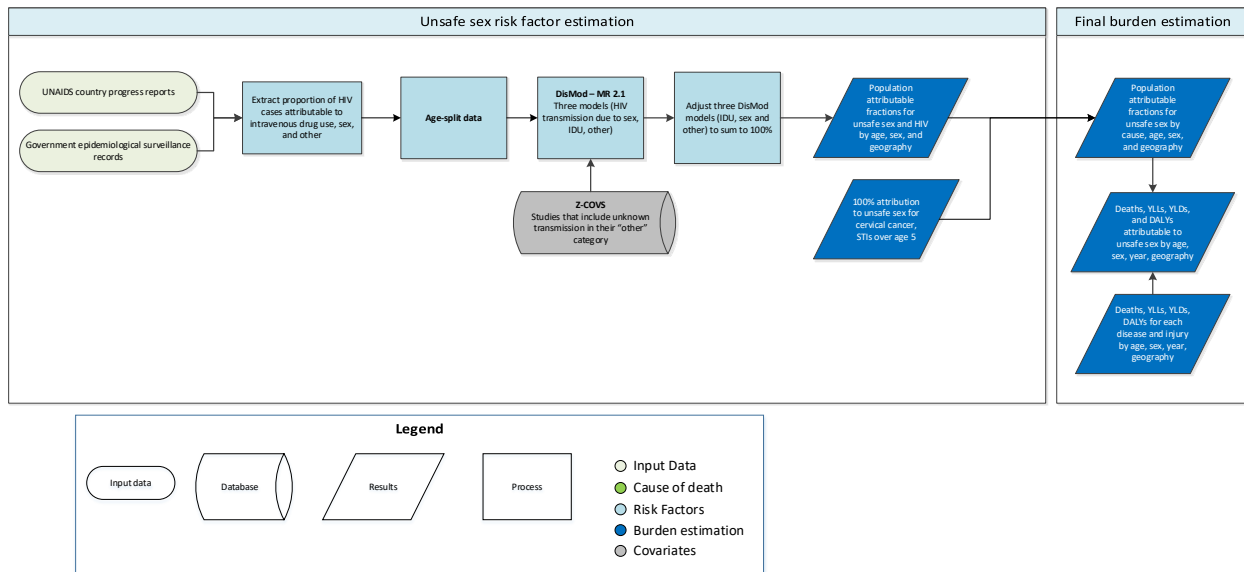 Unsafe sex risk factor estimation
Final burden estimation
UNAIDS country progress reports
Government epidemiological surveillance
records
Extract proportion of HIV
cases attributable to
intravenous drug use, sex,
and other
Age-split data
DisMod – MR 2.1
Three models (HIV
transmission due to sex,
IDU, other)
Adjust three DisMod
models (IDU, sex and
other) to sum to 100%
Population
attributable
fractions for
unsafe sex and HIV
by age, sex, and
geography
Z-COVS
Studies that include unknown
transmission in their “other”
category
100% attribution
to unsafe sex for
cervical cancer,
STIs over age 5
Population
attributable
fractions for
unsafe sex by
cause, age, sex,
and geography
Deaths, YLLs, YLDs,
and DALYs
attributable to
unsafe sex by age,
sex, year, geography
Deaths, YLLs, YLDs,
DALYs for each
disease and injury
by age, sex, year,
geography
Legend
Input data
Database
Results
Process
Input Data
Cause of death
Risk Factors
Burden estimation
Covariates